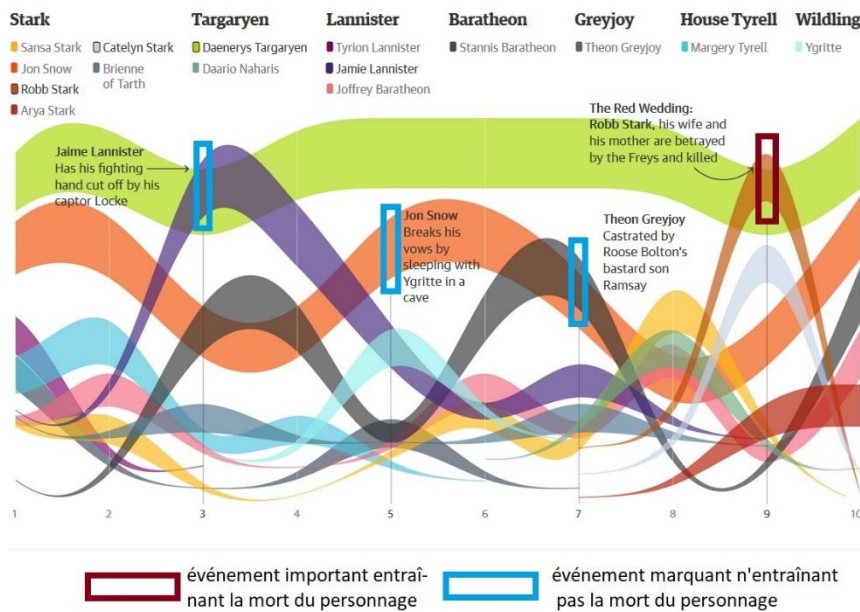 Stark Targaryen Lannister Baratheon Greyjoy House Tyrell Wildling
Sansa Stark Catelyn Stark Daenerys Targaryen Tyrion Lannister Stannis Baratheon Theon Greyjoy Margery Tyrell Ygritte
Jon Snow Brienne Daario Naharis Jamie Lannister
Robb Stark of Tarth Joffrey Baratheon
Arya Stark
The Red Wedding:
Robb Stark, his wife and
his mother are betrayed
by the Freys and killed
Jaime Lannister
Has his fighting
hand cut off by his
captor Locke
Jon Snow
Breaks his
vows by
sleeping with
Ygritte in a
cave
Theon Greyjoy
Castrated by
Roose Bolton's
bastard son
Ramsay
1 2 3 4 5 6 7 8 9 10
événement important entraî-
nant la mort du personnage
événement marquant n'entraînant
pas la mort du personnage